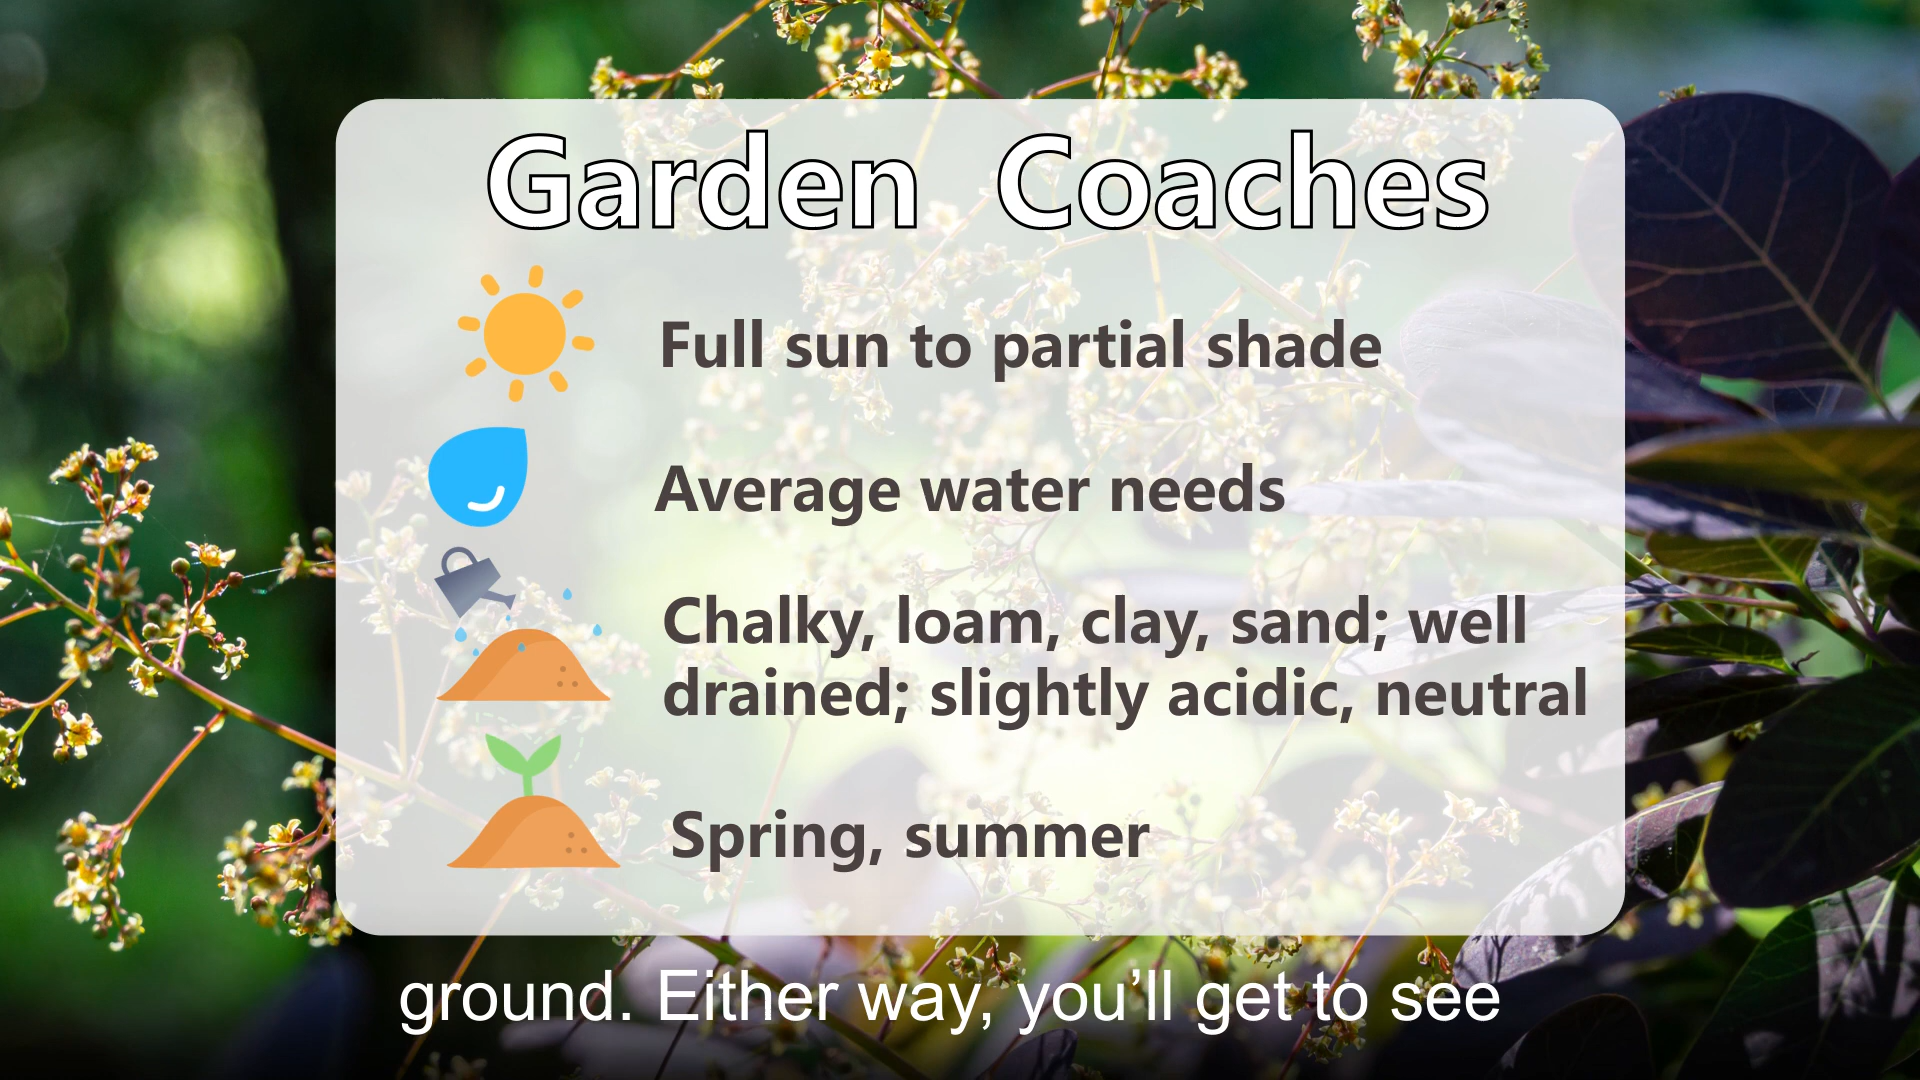 Garden Coaches
Full sun to partial shade
Average water needs
Chalky, loam, clay, sand; well
drained; slightly acidic, neutral
Spring, summer
ground. Either way, you’ll get to see